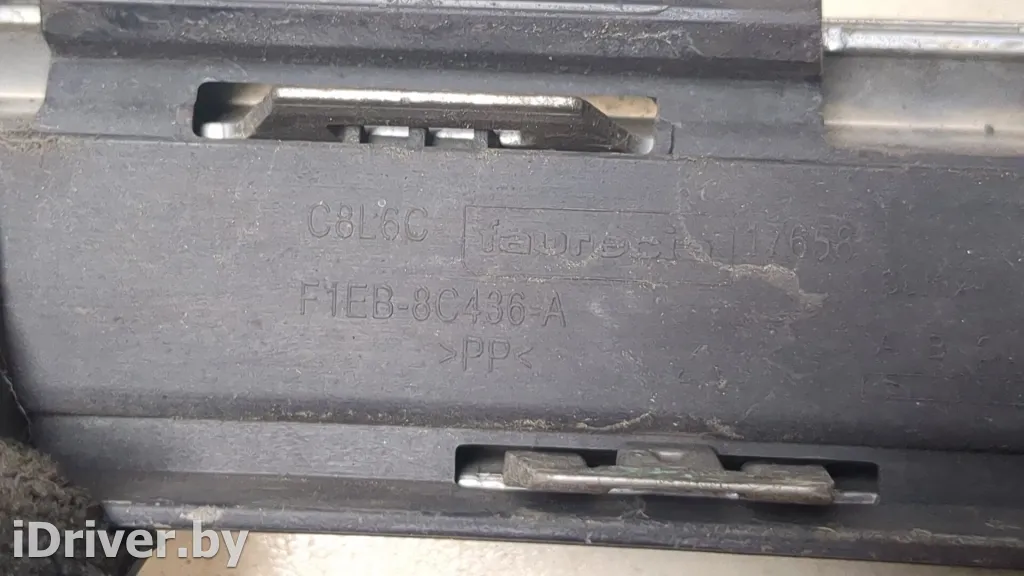 C8L6C faurecia 17658
F1EB-8C436-A
>PP<
iDriver.by